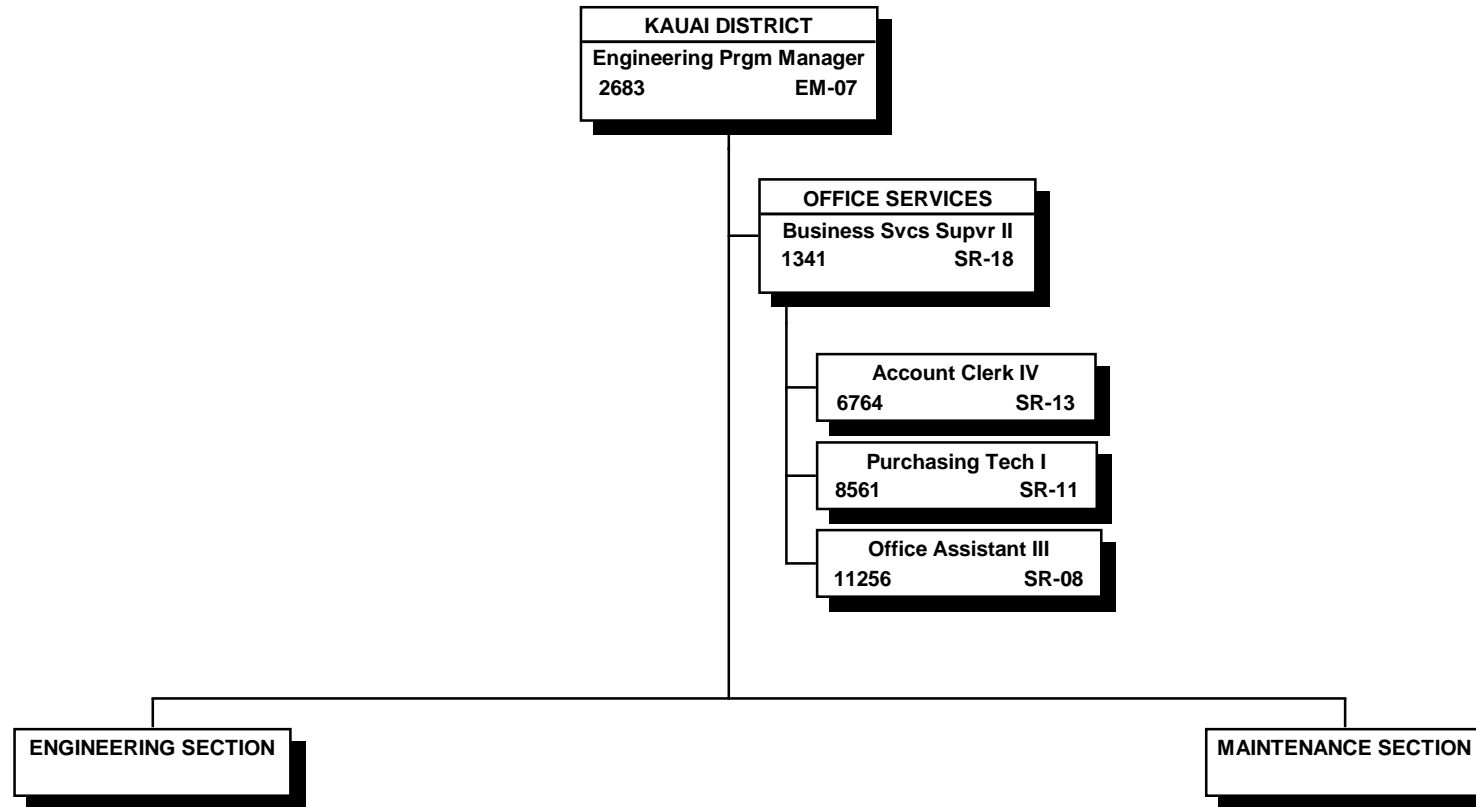 KAUAI DISTRICT
Engineering Prgm Manager
2683 EM-07
OFFICE SERVICES
Business Svcs Supvr II
1341 SR-18
Account Clerk IV
6764 SR-13
Purchasing Tech I
8561 SR-11
Office Assistant III
11256 SR-08
ENGINEERING SECTION
MAINTENANCE SECTION